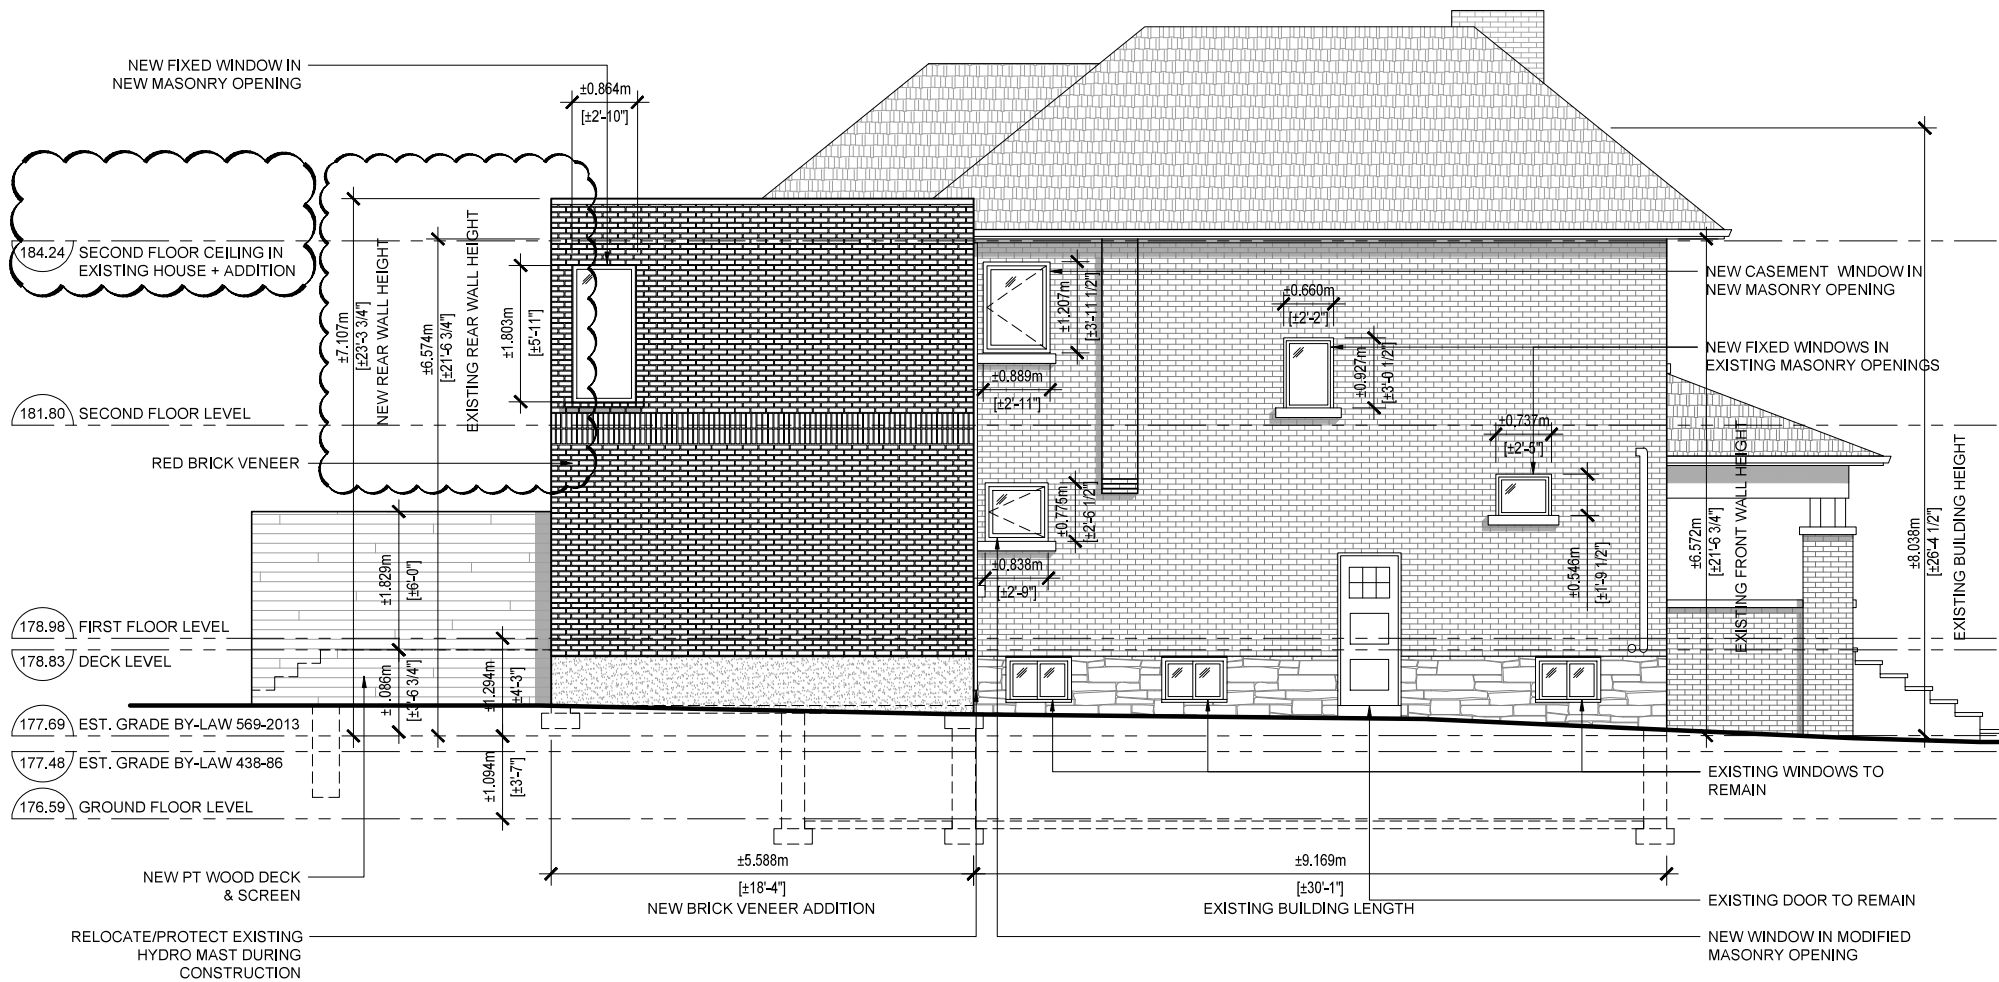 NEW FIXED WINDOW IN
NEW MASONRY OPENING
±0.864m
[±2'-10"]
184.24 SECOND FLOOR CEILING IN
EXISTING HOUSE + ADDITION
±7.107m
[±23'-3 3/4"]
NEW REAR WALL HEIGHT
±6.574m
[±21'-6 3/4"]
EXISTING REAR WALL HEIGHT
±1.803m
[±5'-11"]
±1.207m
[±3'-11 1/2"]
±0.889m
[±2'-11"]
±0.660m
[±2'-2"]
±0.927m
[±3'-0 1/2"]
NEW CASEMENT WINDOW IN
NEW MASONRY OPENING
NEW FIXED WINDOWS IN
EXISTING MASONRY OPENINGS
181.80 SECOND FLOOR LEVEL
RED BRICK VENEER
±0.737m
[±2'-5"]
±0.775m
[±2'-6 1/2"]
±0.838m
[±2'-9"]
±0.546m
[±1'-9 1/2"]
±6.572m
[±21'-6 3/4"]
EXISTING FRONT WALL HEIGHT
±8.038m
[±26'-4 1/2"]
EXISTING BUILDING HEIGHT
±1.829m
[±6'-0"]
178.98 FIRST FLOOR LEVEL
178.83 DECK LEVEL
±1.086m
[±3'-6 3/4"]
±1.294m
[±4'-3"]
177.69 EST. GRADE BY-LAW 569-2013
177.48 EST. GRADE BY-LAW 438-86
±1.094m
[±3'-7"]
176.59 GROUND FLOOR LEVEL
EXISTING WINDOWS TO
REMAIN
NEW PT WOOD DECK
& SCREEN
±5.588m
[±18'-4"]
NEW BRICK VENEER ADDITION
±9.169m
[±30'-1"]
EXISTING BUILDING LENGTH
EXISTING DOOR TO REMAIN
RELOCATE/PROTECT EXISTING
HYDRO MAST DURING
CONSTRUCTION
NEW WINDOW IN MODIFIED
MASONRY OPENING